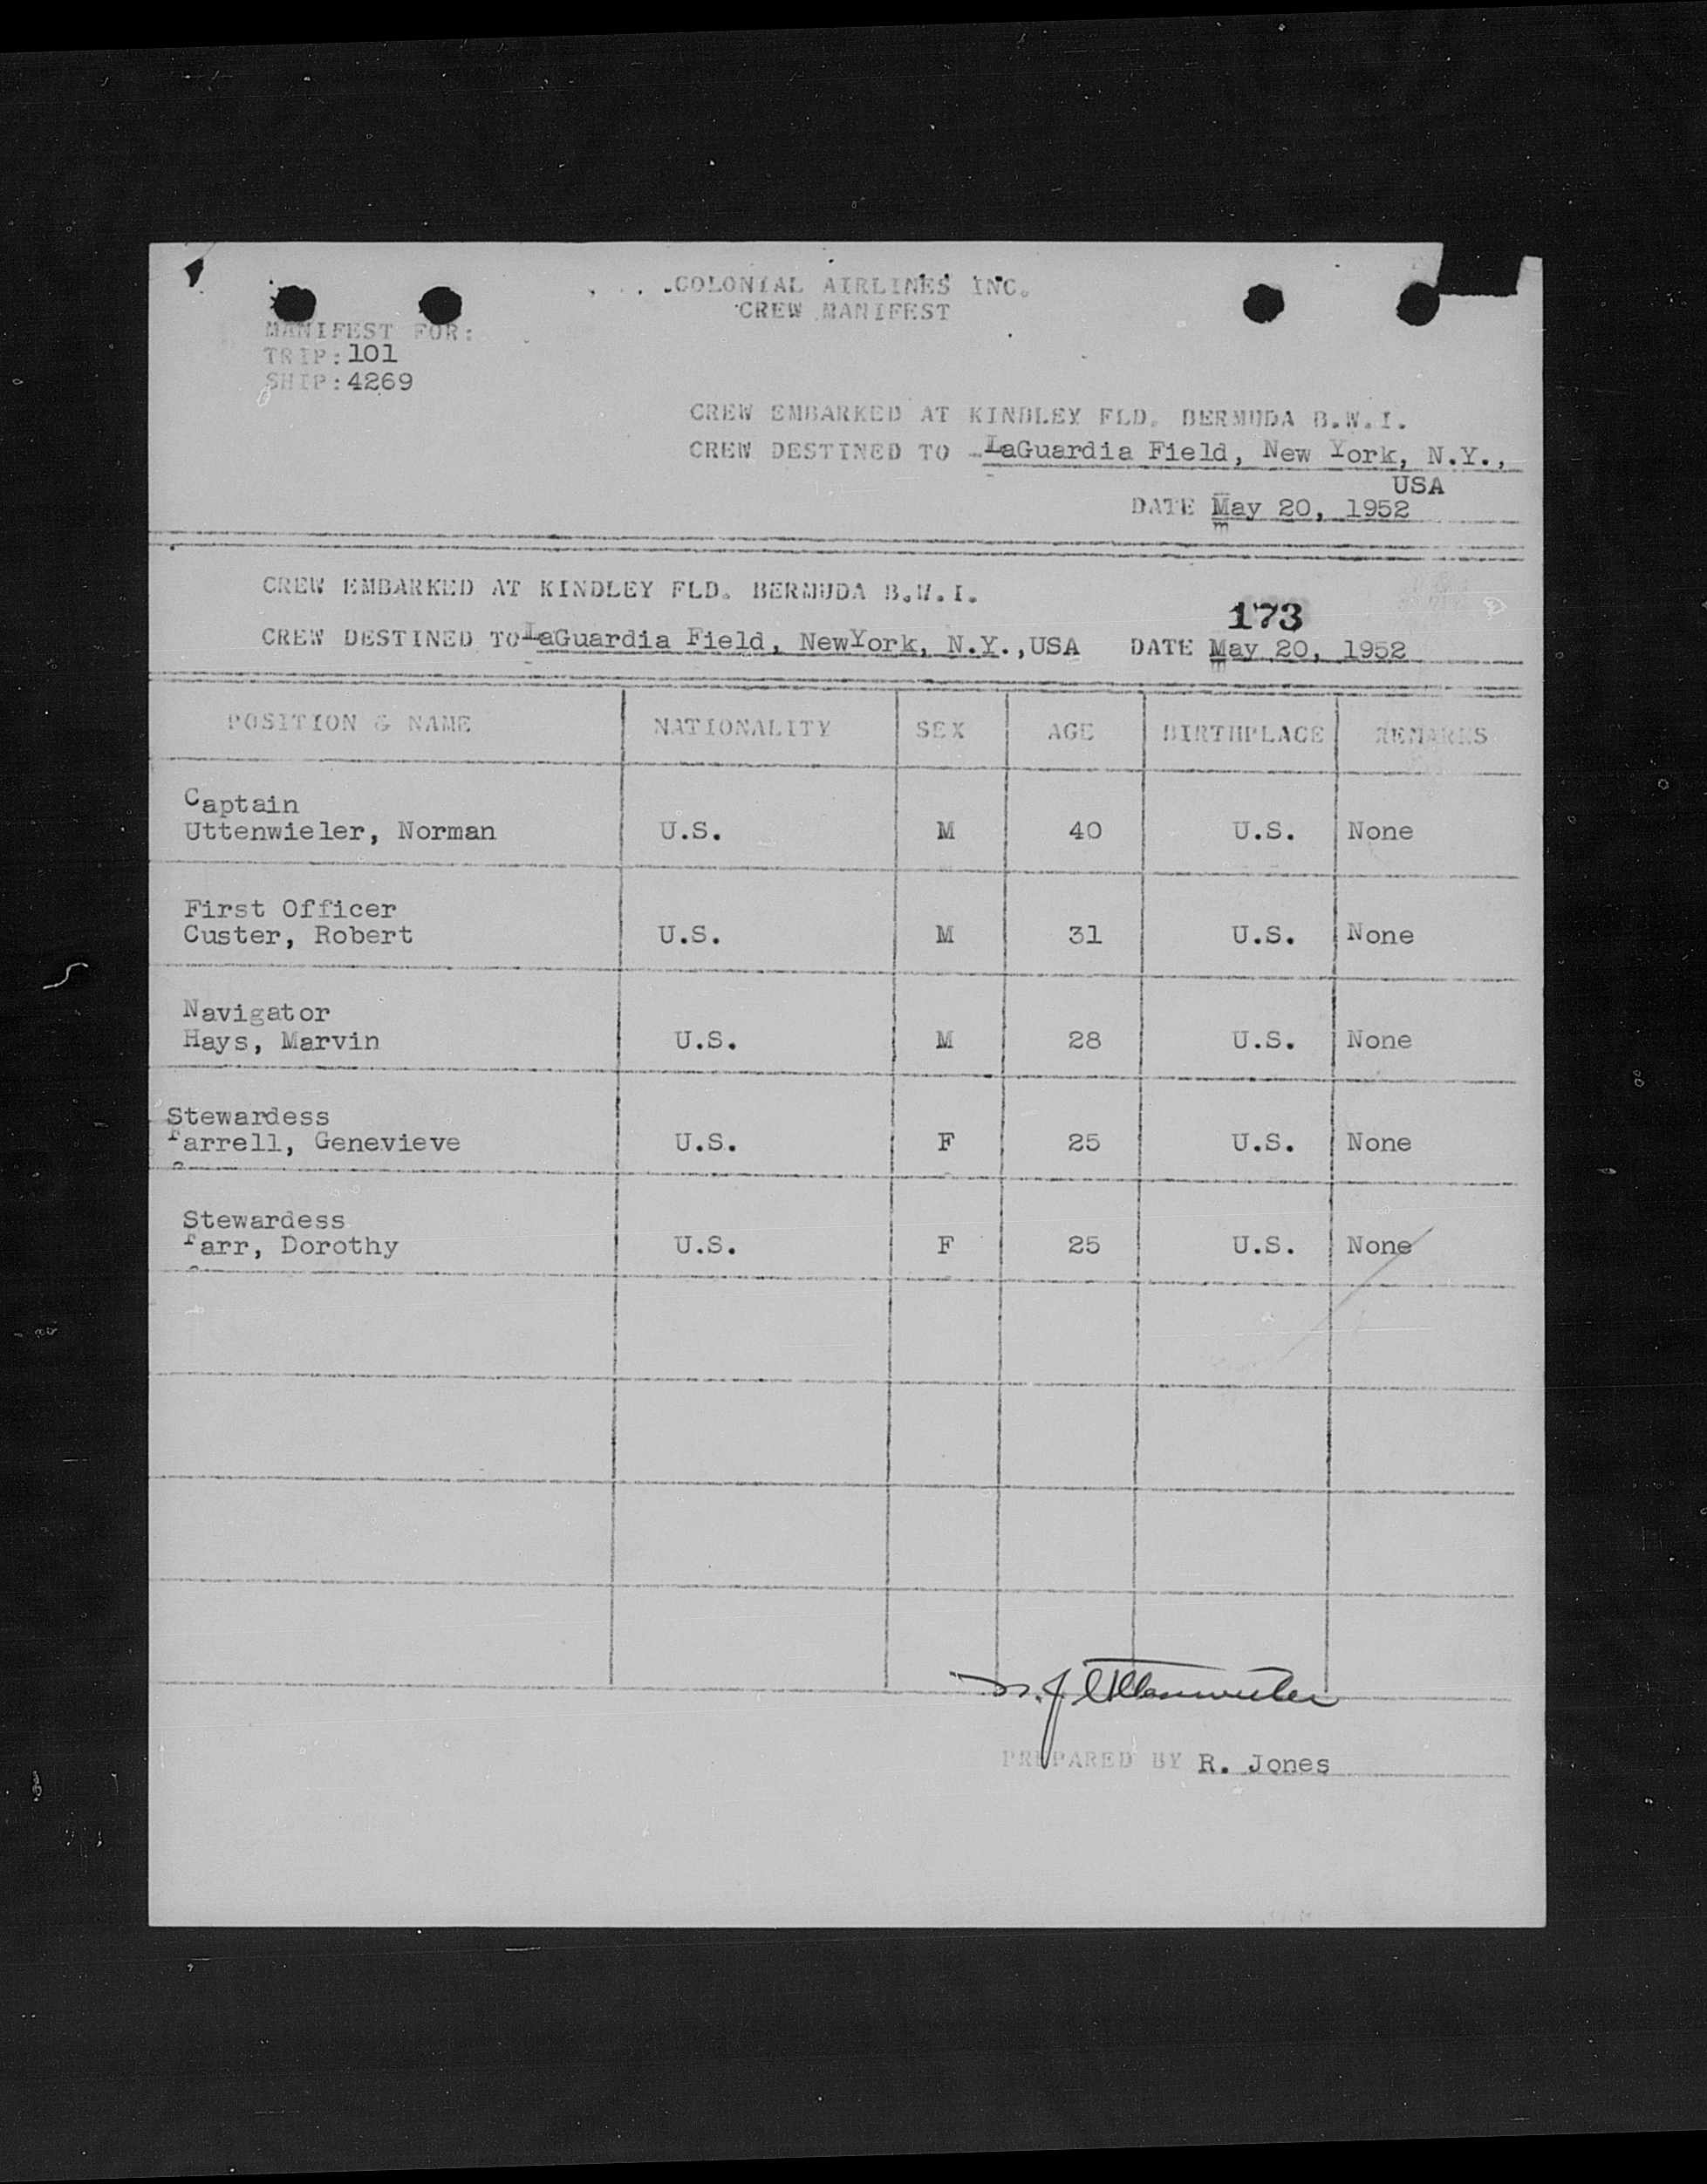 COLONIAL AIRLINES INC.
CREW MANIFEST
MANIFEST FOR:
TRIP:101
SHIP:4269
CREW EMBARKED AT KINDLEY FLD. BERMUDA B.W.I.
CREW DESTINED TO LaGuardia Field, New York, N.Y.,
USA
DATE May 20, 1952
CREW EMBARKED AT KINDLEY FLD. BERMUDA B.W.I.
173
CREW DESTINED TO LaGuardia Field, NewYork, N.Y.,USA DATE May 20, 1952
POSITION & NAME NATIONALITY SEX AGE BIRTHPLACE REMARKS
Captain
Uttenwieler, Norman U.S. M 40 U.S. None
First Officer
Custer, Robert U.S. M 31 U.S. None
Navigator
Hays, Marvin U.S. M 28 U.S. None
Stewardess
Farrell, Genevieve U.S. F 25 U.S. None
Stewardess
Farr, Dorothy U.S. F 25 U.S. None
N. J. Uttenwieler
PREPARED BY R. Jones